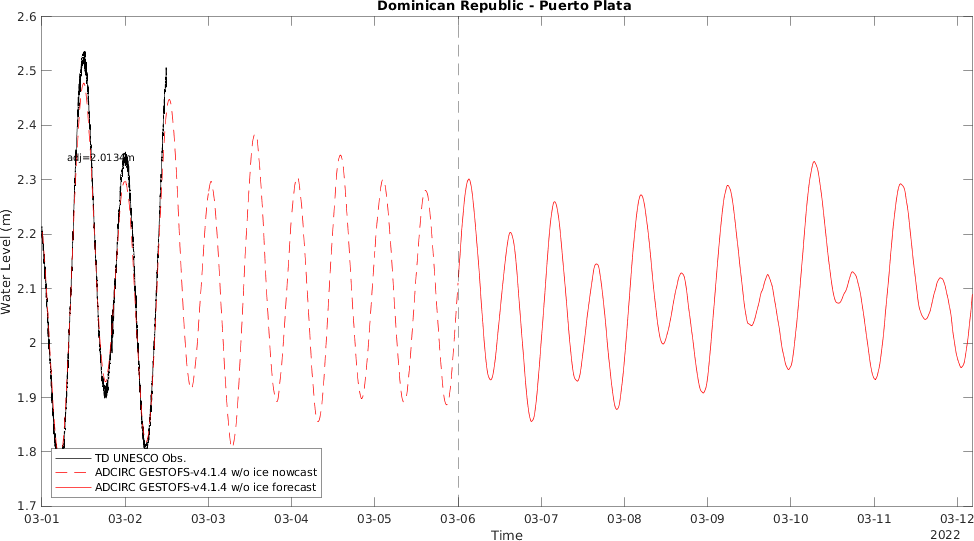 Dominican Republic - Puerto Plata
2.6
2.5
2.4
2.3
2.2
2.1
2
1.9
1.8
1.7
Water Level (m)
adj=2.0134m
TD UNESCO Obs.
ADCIRC GESTOFS-v4.1.4 w/o ice nowcast
ADCIRC GESTOFS-v4.1.4 w/o ice forecast
03-01 03-02 03-03 03-04 03-05 03-06 03-07 03-08 03-09 03-10 03-11 03-12
Time
2022